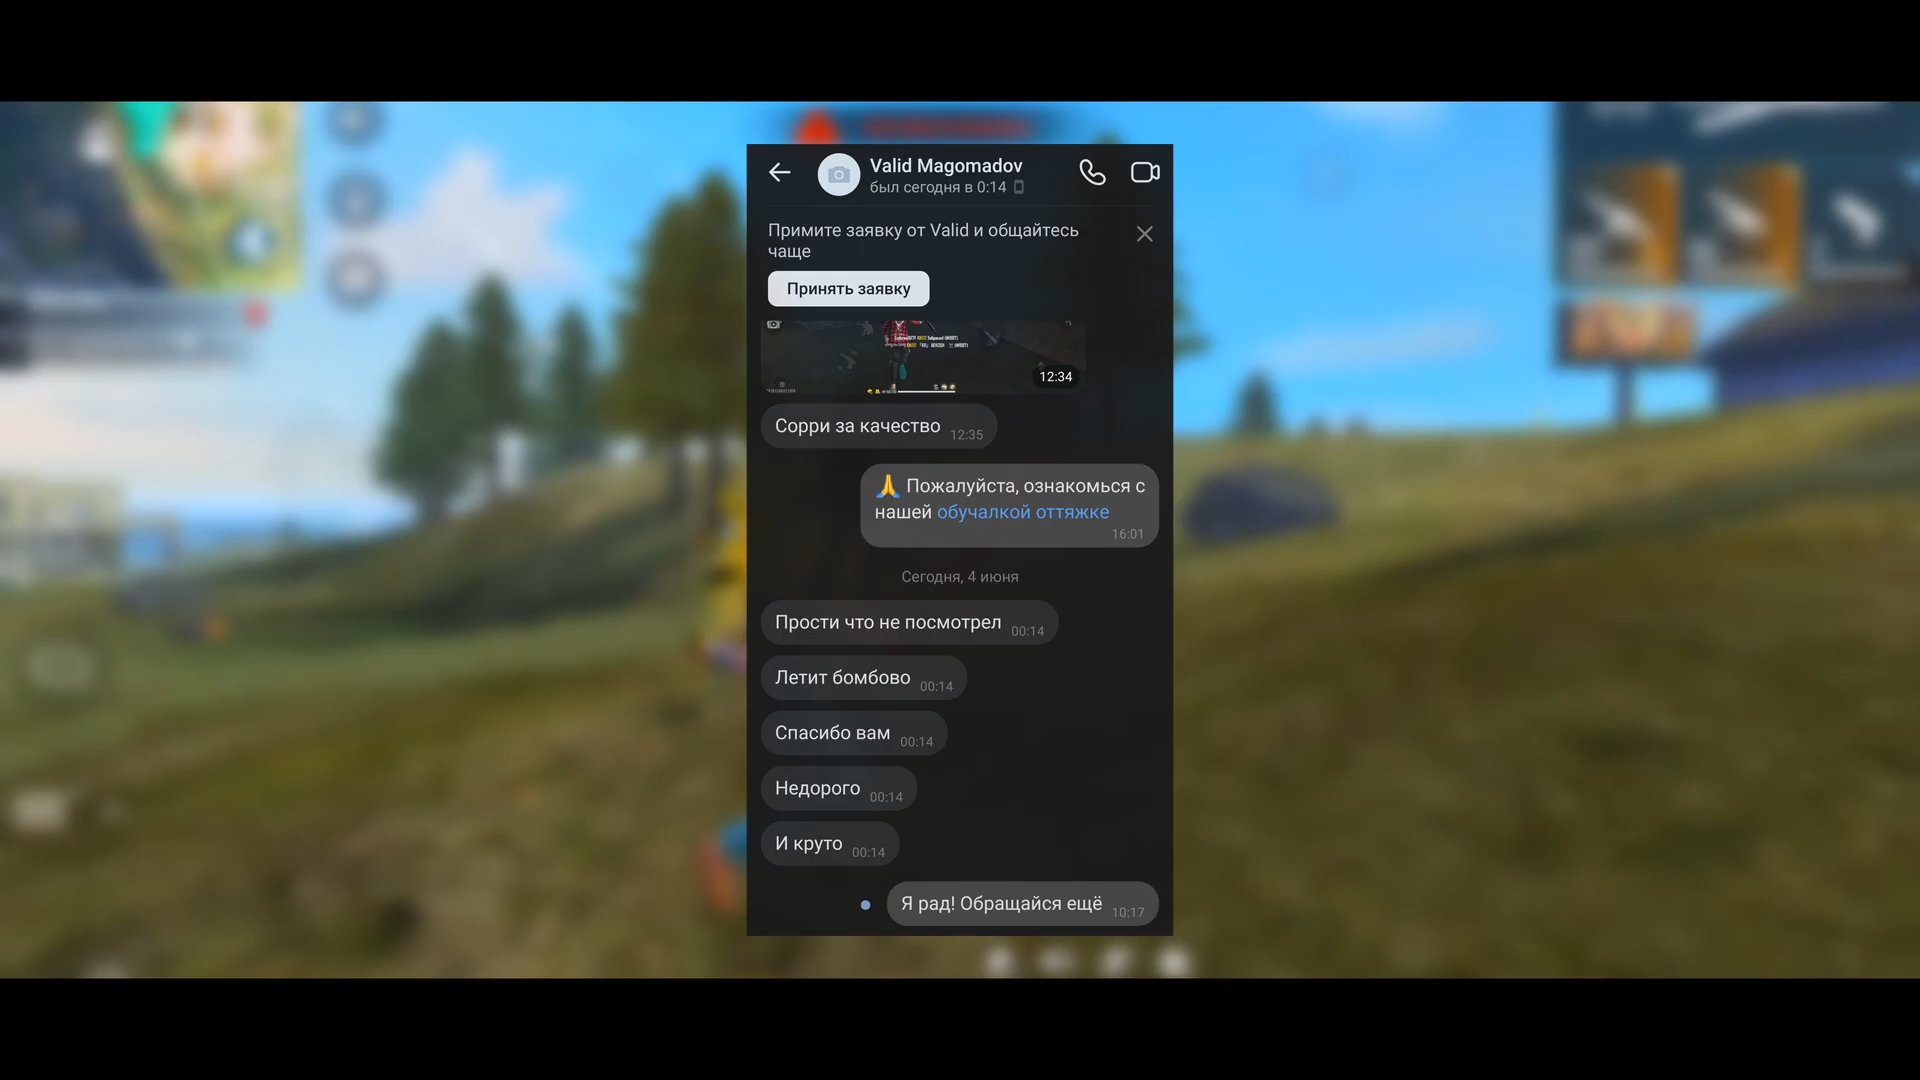 Valid Magomadov
был сегодня в 0:14
Примите заявку от Valid и общайтесь
чаще
Принять заявку
12:34
Сорри за качество 12:35
🙏 Пожалуйста, ознакомься с
нашей обучалкой оттяжке
16:01
Сегодня, 4 июня
Прости что не посмотрел 00:14
Летит бомбово 00:14
Спасибо вам 00:14
Недорого 00:14
И круто 00:14
Я рад! Обращайся ещё 10:17